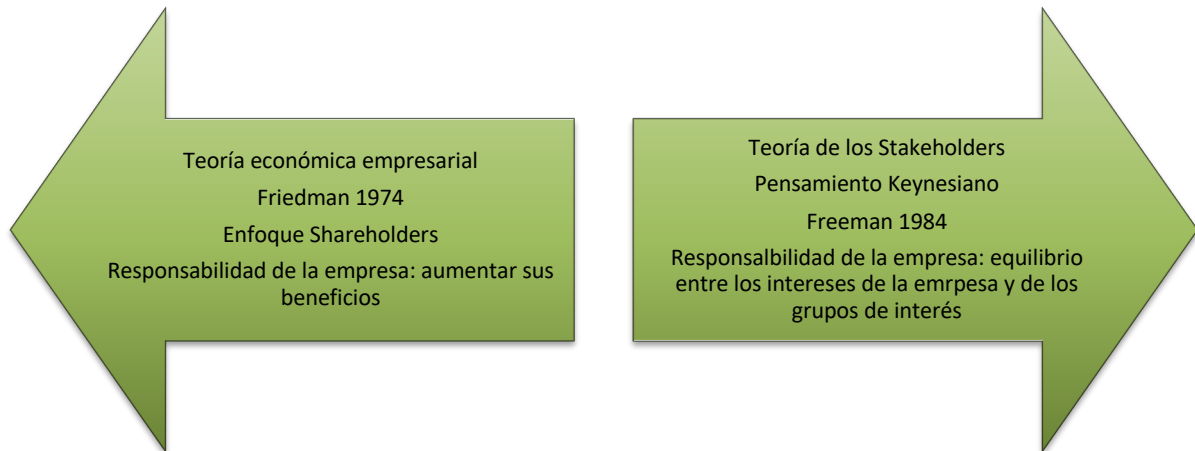 Teoría económica empresarial
Friedman 1974
Enfoque Shareholders
Responsabilidad de la empresa: aumentar sus
beneficios
Teoría de los Stakeholders
Pensamiento Keynesiano
Freeman 1984
Responsalbilidad de la empresa: equilibrio
entre los intereses de la emrpesa y de los
grupos de interés